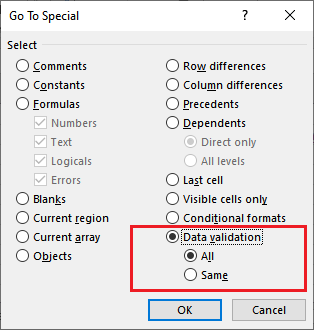 Go To Special
?
Select
Comments
Constants
Formulas
Numbers
Text
Logicals
Errors
Blanks
Current region
Current array
Objects
Row differences
Column differences
Precedents
Dependents
Direct only
All levels
Last cell
Visible cells only
Conditional formats
Data validation
All
Same
OK
Cancel